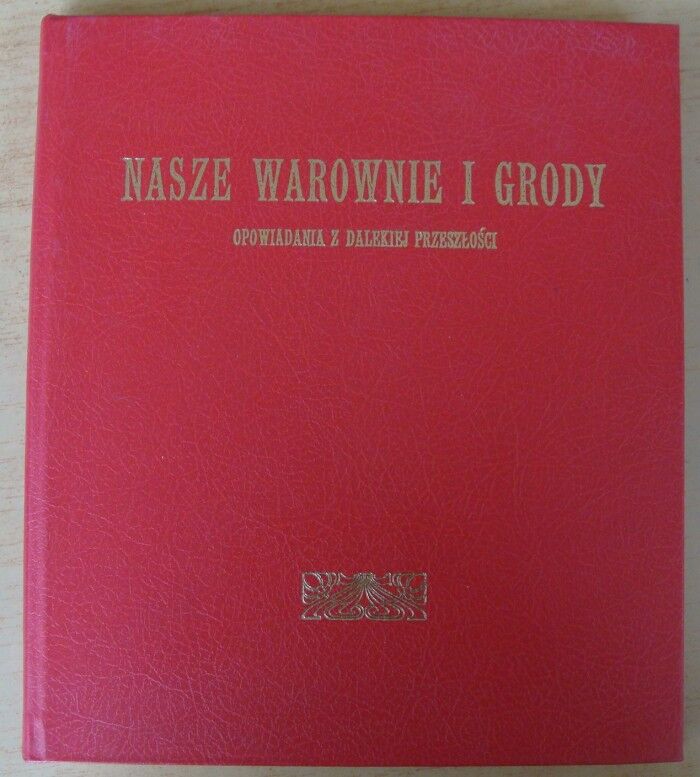 NASZE WAROWNIE I GRODY
OPOWIADANIA Z DALEKIEJ PRZESZŁOŚCI